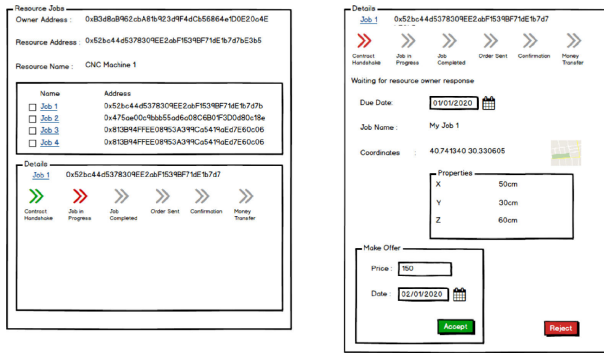 Resource Jobs
Owner Address : 0xB3d8aB962cbA81b923d9F4dCb56864e1D0E20c4E
Resource Address : 0x52bc44d5378309EE2abF1539BF71dE1b7d7bE3b5
Resource Name : CNC Machine 1
Name Address
Job 1 0x52bc44d5378309EE2abF1539BF71dE1b7d7b
Job 2 0x475ae00c9bbb55ad6a08C6B01F3D0d80c18e
Job 3 0x813B94FFEE08953A399Ca5419aEd7E60c06
Job 4 0x813B94FFEE08953A399Ca5419aEd7E60c06
Details
Job 1 0x52bc44d5378309EE2abF1539BF71dE1b7d7
Contract Handshake
Job in Progress
Job Completed
Order Sent
Confirmation
Money Transfer
Details
Job 1 0x52bc44d5378309EE2abF1539BF71dE1b7d7
Contract Handshake
Job in Progress
Job Completed
Order Sent
Confirmation
Money Transfer
Waiting for resource owner response
Due Date: 01/01/2020
Job Name : My Job 1
Coordinates : 40.741340 30.330605
Properties
X 50cm
Y 30cm
Z 60cm
Make Offer
Price : 150
Date : 02/01/2020
Accept
Reject